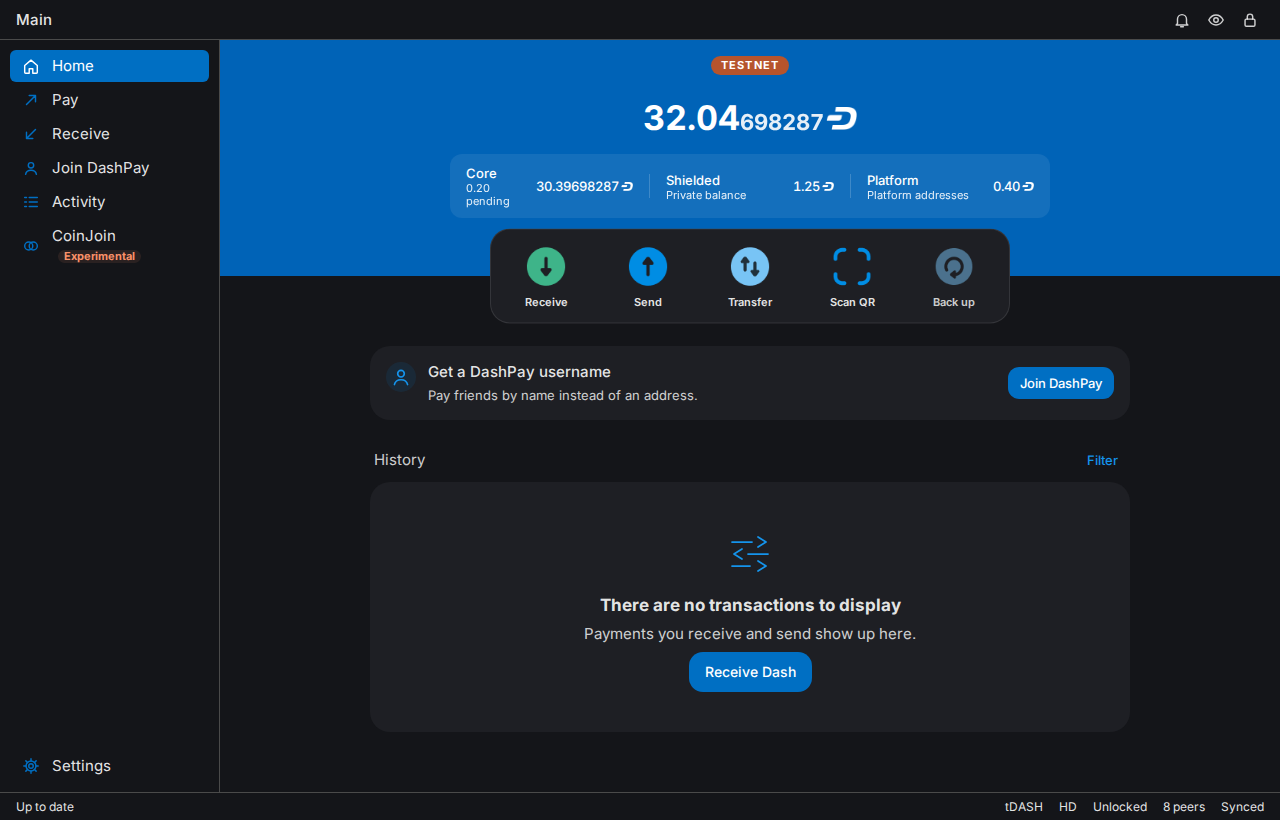 Main
Home
Pay
Receive
Join DashPay
Activity
CoinJoin
Experimental
Settings
TESTNET
32.04698287
Core
0.20
pending
30.39698287
Shielded
Private balance
1.25
Platform
Platform addresses
0.40
Receive
Send
Transfer
Scan QR
Back up
Get a DashPay username
Pay friends by name instead of an address.
Join DashPay
History
Filter
There are no transactions to display
Payments you receive and send show up here.
Receive Dash
Up to date
tDASH HD Unlocked 8 peers Synced